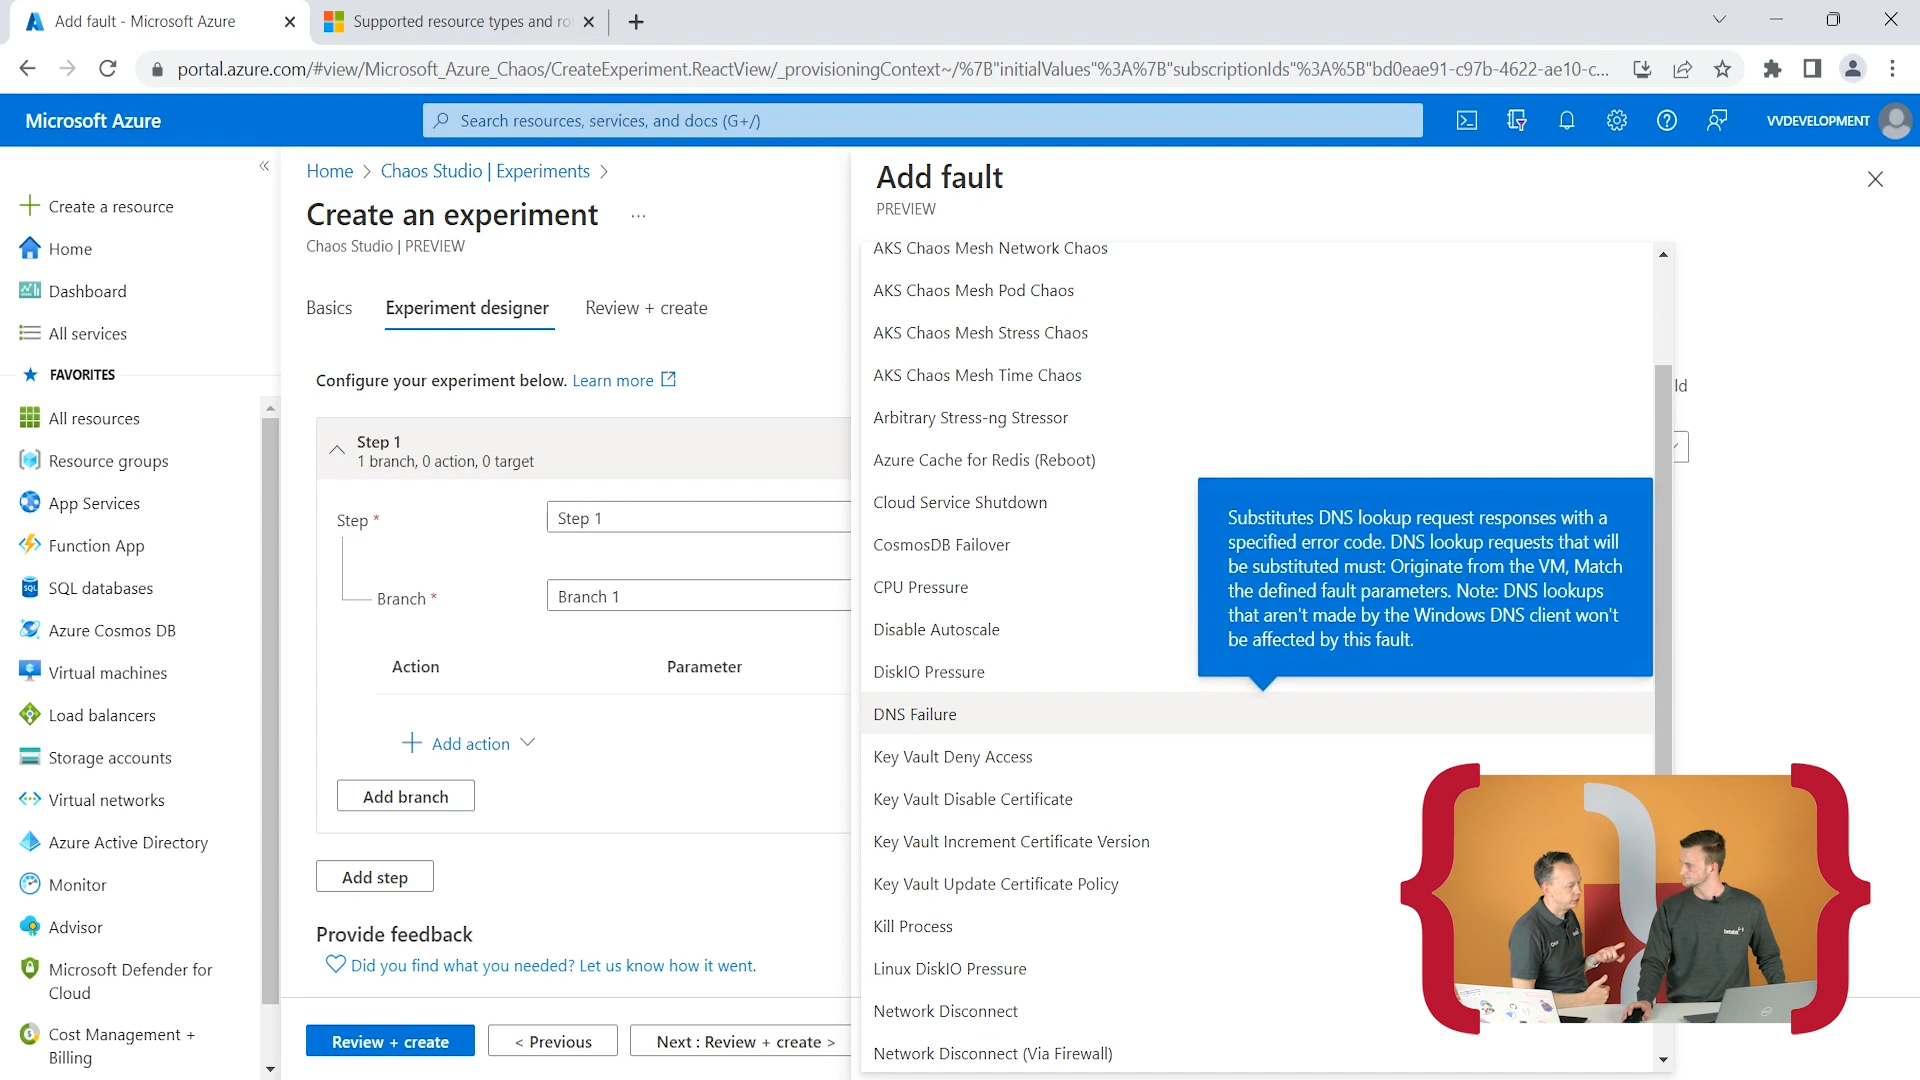 Add fault - Microsoft Azure
Supported resource types and ro
portal.azure.com/#view/Microsoft_Azure_Chaos/CreateExperiment.ReactView/_provisioningContext~/%7B"initialValues"%3A%7B"subscriptionIds"%3A%5B"bd0eae91-c97b-4622-ae10-c...
Microsoft Azure
Search resources, services, and docs (G+/)
VVDEVELOPMENT
Create a resource
Home
Dashboard
All services
FAVORITES
All resources
Resource groups
App Services
Function App
SQL databases
Azure Cosmos DB
Virtual machines
Load balancers
Storage accounts
Virtual networks
Azure Active Directory
Monitor
Advisor
Microsoft Defender for
Cloud
Cost Management +
Billing
Home > Chaos Studio | Experiments >
Create an experiment ...
Chaos Studio | PREVIEW
Basics
Experiment designer
Review + create
Configure your experiment below. Learn more
Step 1
1 branch, 0 action, 0 target
Step *
Step 1
Branch *
Branch 1
Action
Parameter
Add action
Add branch
Add step
Provide feedback
Did you find what you needed? Let us know how it went.
Review + create
< Previous
Next : Review + create >
Add fault
PREVIEW
AKS Chaos Mesh Network Chaos
AKS Chaos Mesh Pod Chaos
AKS Chaos Mesh Stress Chaos
AKS Chaos Mesh Time Chaos
Arbitrary Stress-ng Stressor
Azure Cache for Redis (Reboot)
Cloud Service Shutdown
CosmosDB Failover
CPU Pressure
Disable Autoscale
DiskIO Pressure
DNS Failure
Key Vault Deny Access
Key Vault Disable Certificate
Key Vault Increment Certificate Version
Key Vault Update Certificate Policy
Kill Process
Linux DiskIO Pressure
Network Disconnect
Network Disconnect (Via Firewall)
ld
Substitutes DNS lookup request responses with a
specified error code. DNS lookup requests that will
be substituted must: Originate from the VM, Match
the defined fault parameters. Note: DNS lookups
that aren't made by the Windows DNS client won't
be affected by this fault.